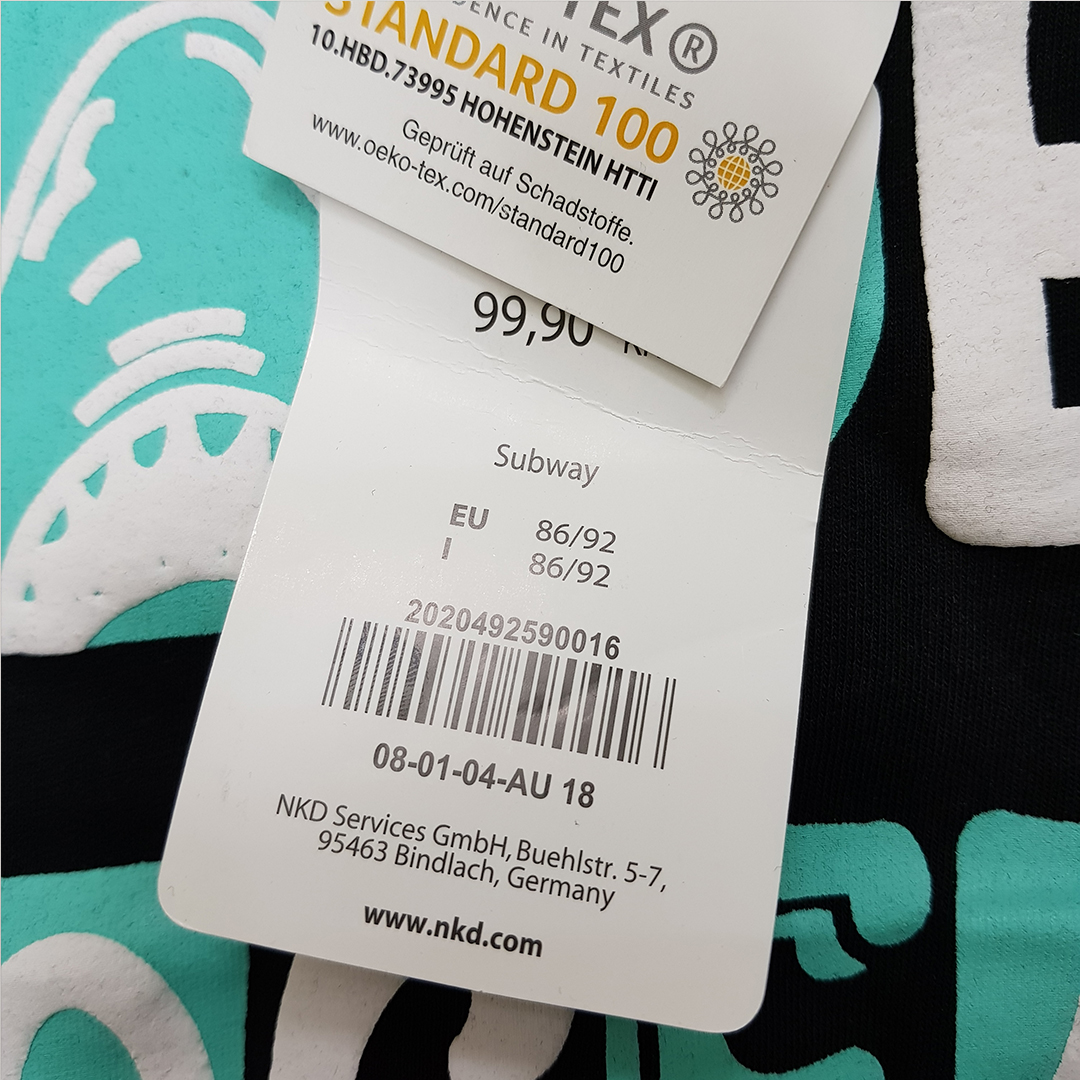 TEX®
DENCE IN TEXTILES
STANDARD 100
10.HBD.73995 HOHENSTEIN HTTI
Geprüft auf Schadstoffe.
www.oeko-tex.com/standard100
99,90
Subway
EU 86/92
I 86/92
2020492590016
08-01-04-AU 18
NKD Services GmbH, Buehlstr. 5-7,
95463 Bindlach, Germany
www.nkd.com